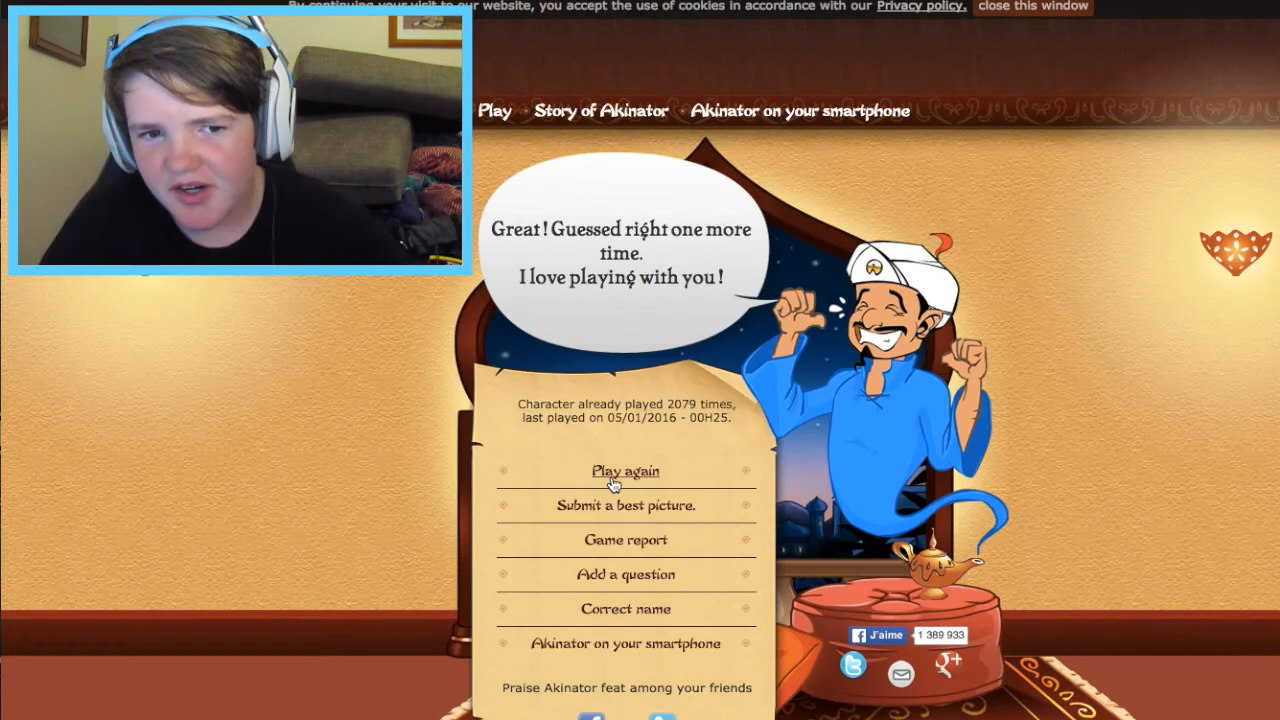 By continuing your visit to our website, you accept the use of cookies in accordance with our Privacy policy. close this window
Play · Story of Akinator · Akinator on your smartphone
Great! Guessed right one more
time.
I love playing with you!
Character already played 2079 times,
last played on 05/01/2016 - 00H25.
Play again
Submit a best picture.
Game report
Add a question
Correct name
Akinator on your smartphone
J'aime 1 389 933
Praise Akinator feat among your friends